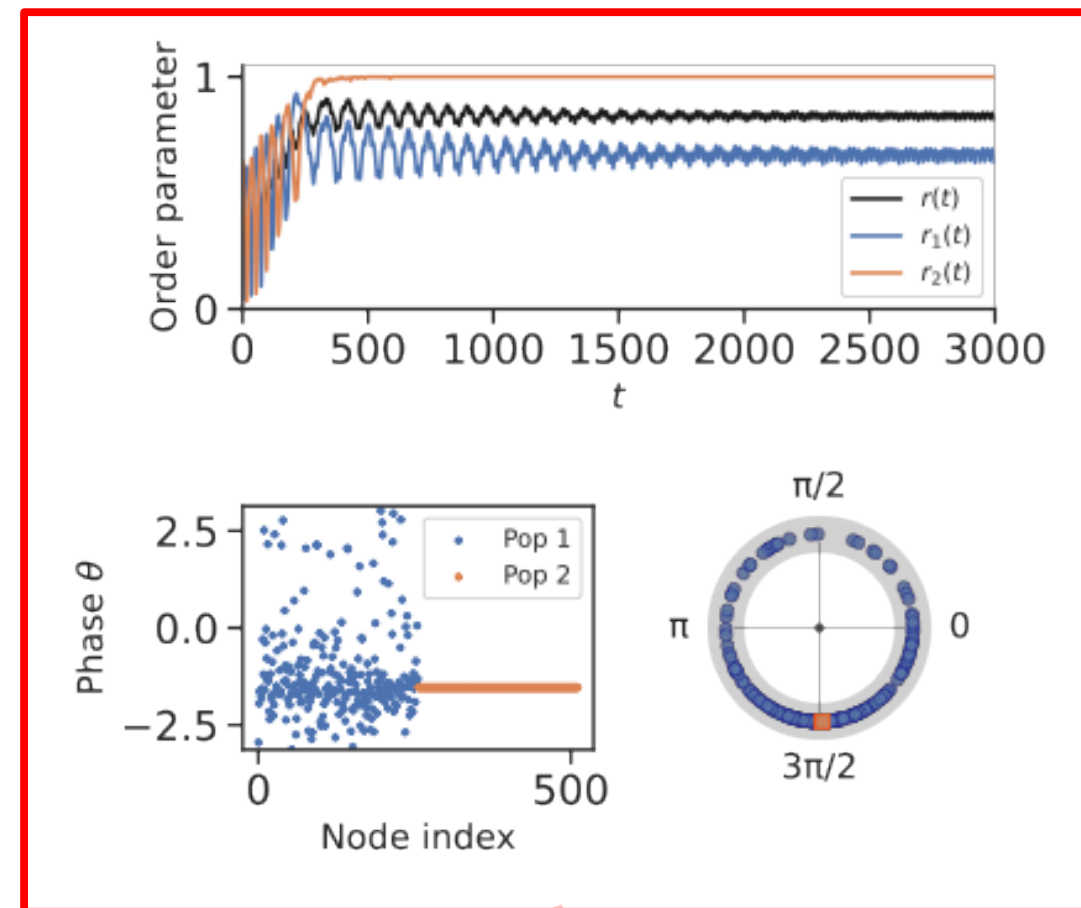 Order parameter
1
0
r(t)
r₁(t)
r₂(t)
0 500 1000 1500 2000 2500 3000
t
Phase θ
2.5
0.0
−2.5
Pop 1
Pop 2
0 500
Node index
π/2
π
0
3π/2